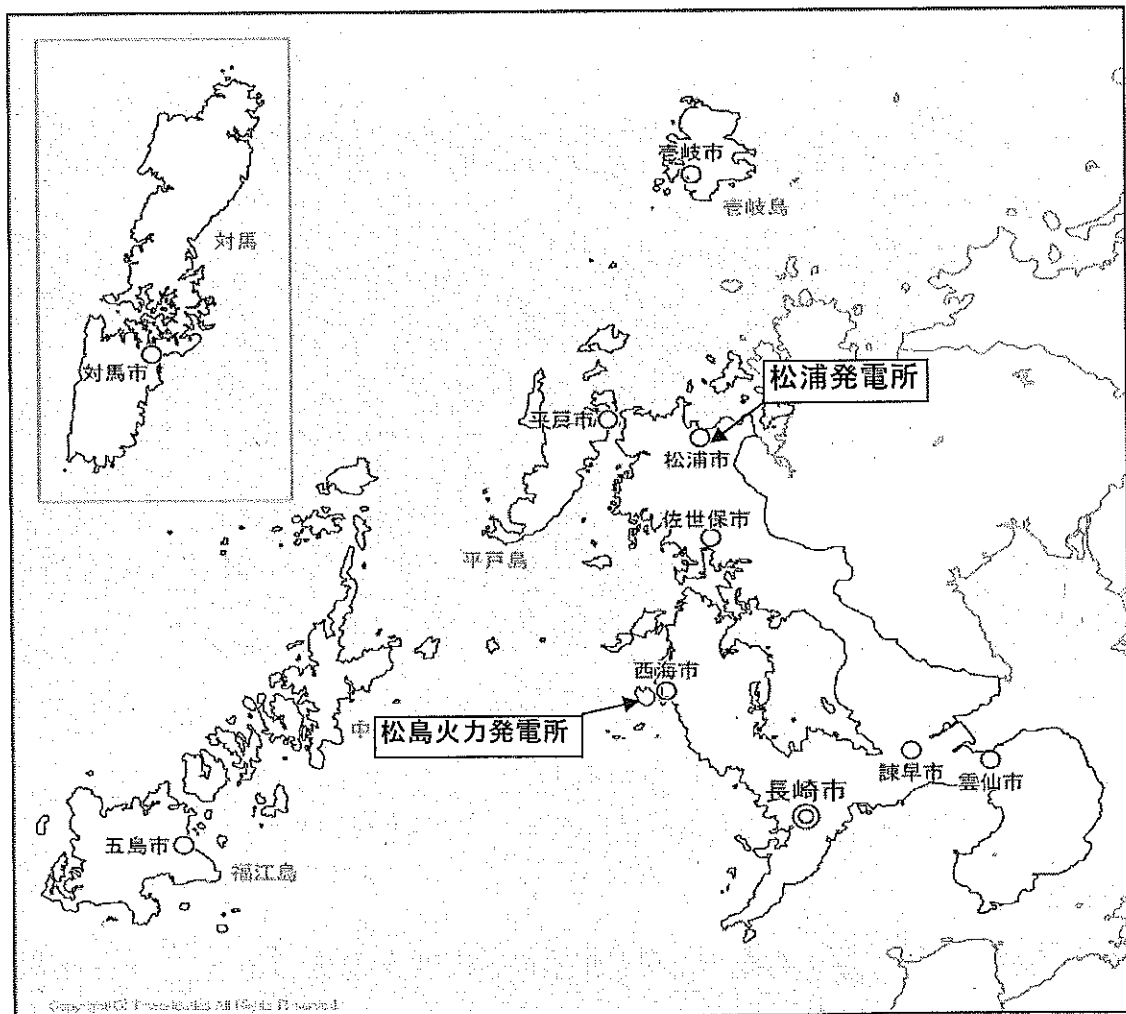 壱岐市
壱岐島
対馬
対馬市
松浦発電所
平戸市
松浦市
佐世保市
平戸島
西海市
中
松島火力発電所
諫早市
雲仙市
長崎市
五島市
福江島